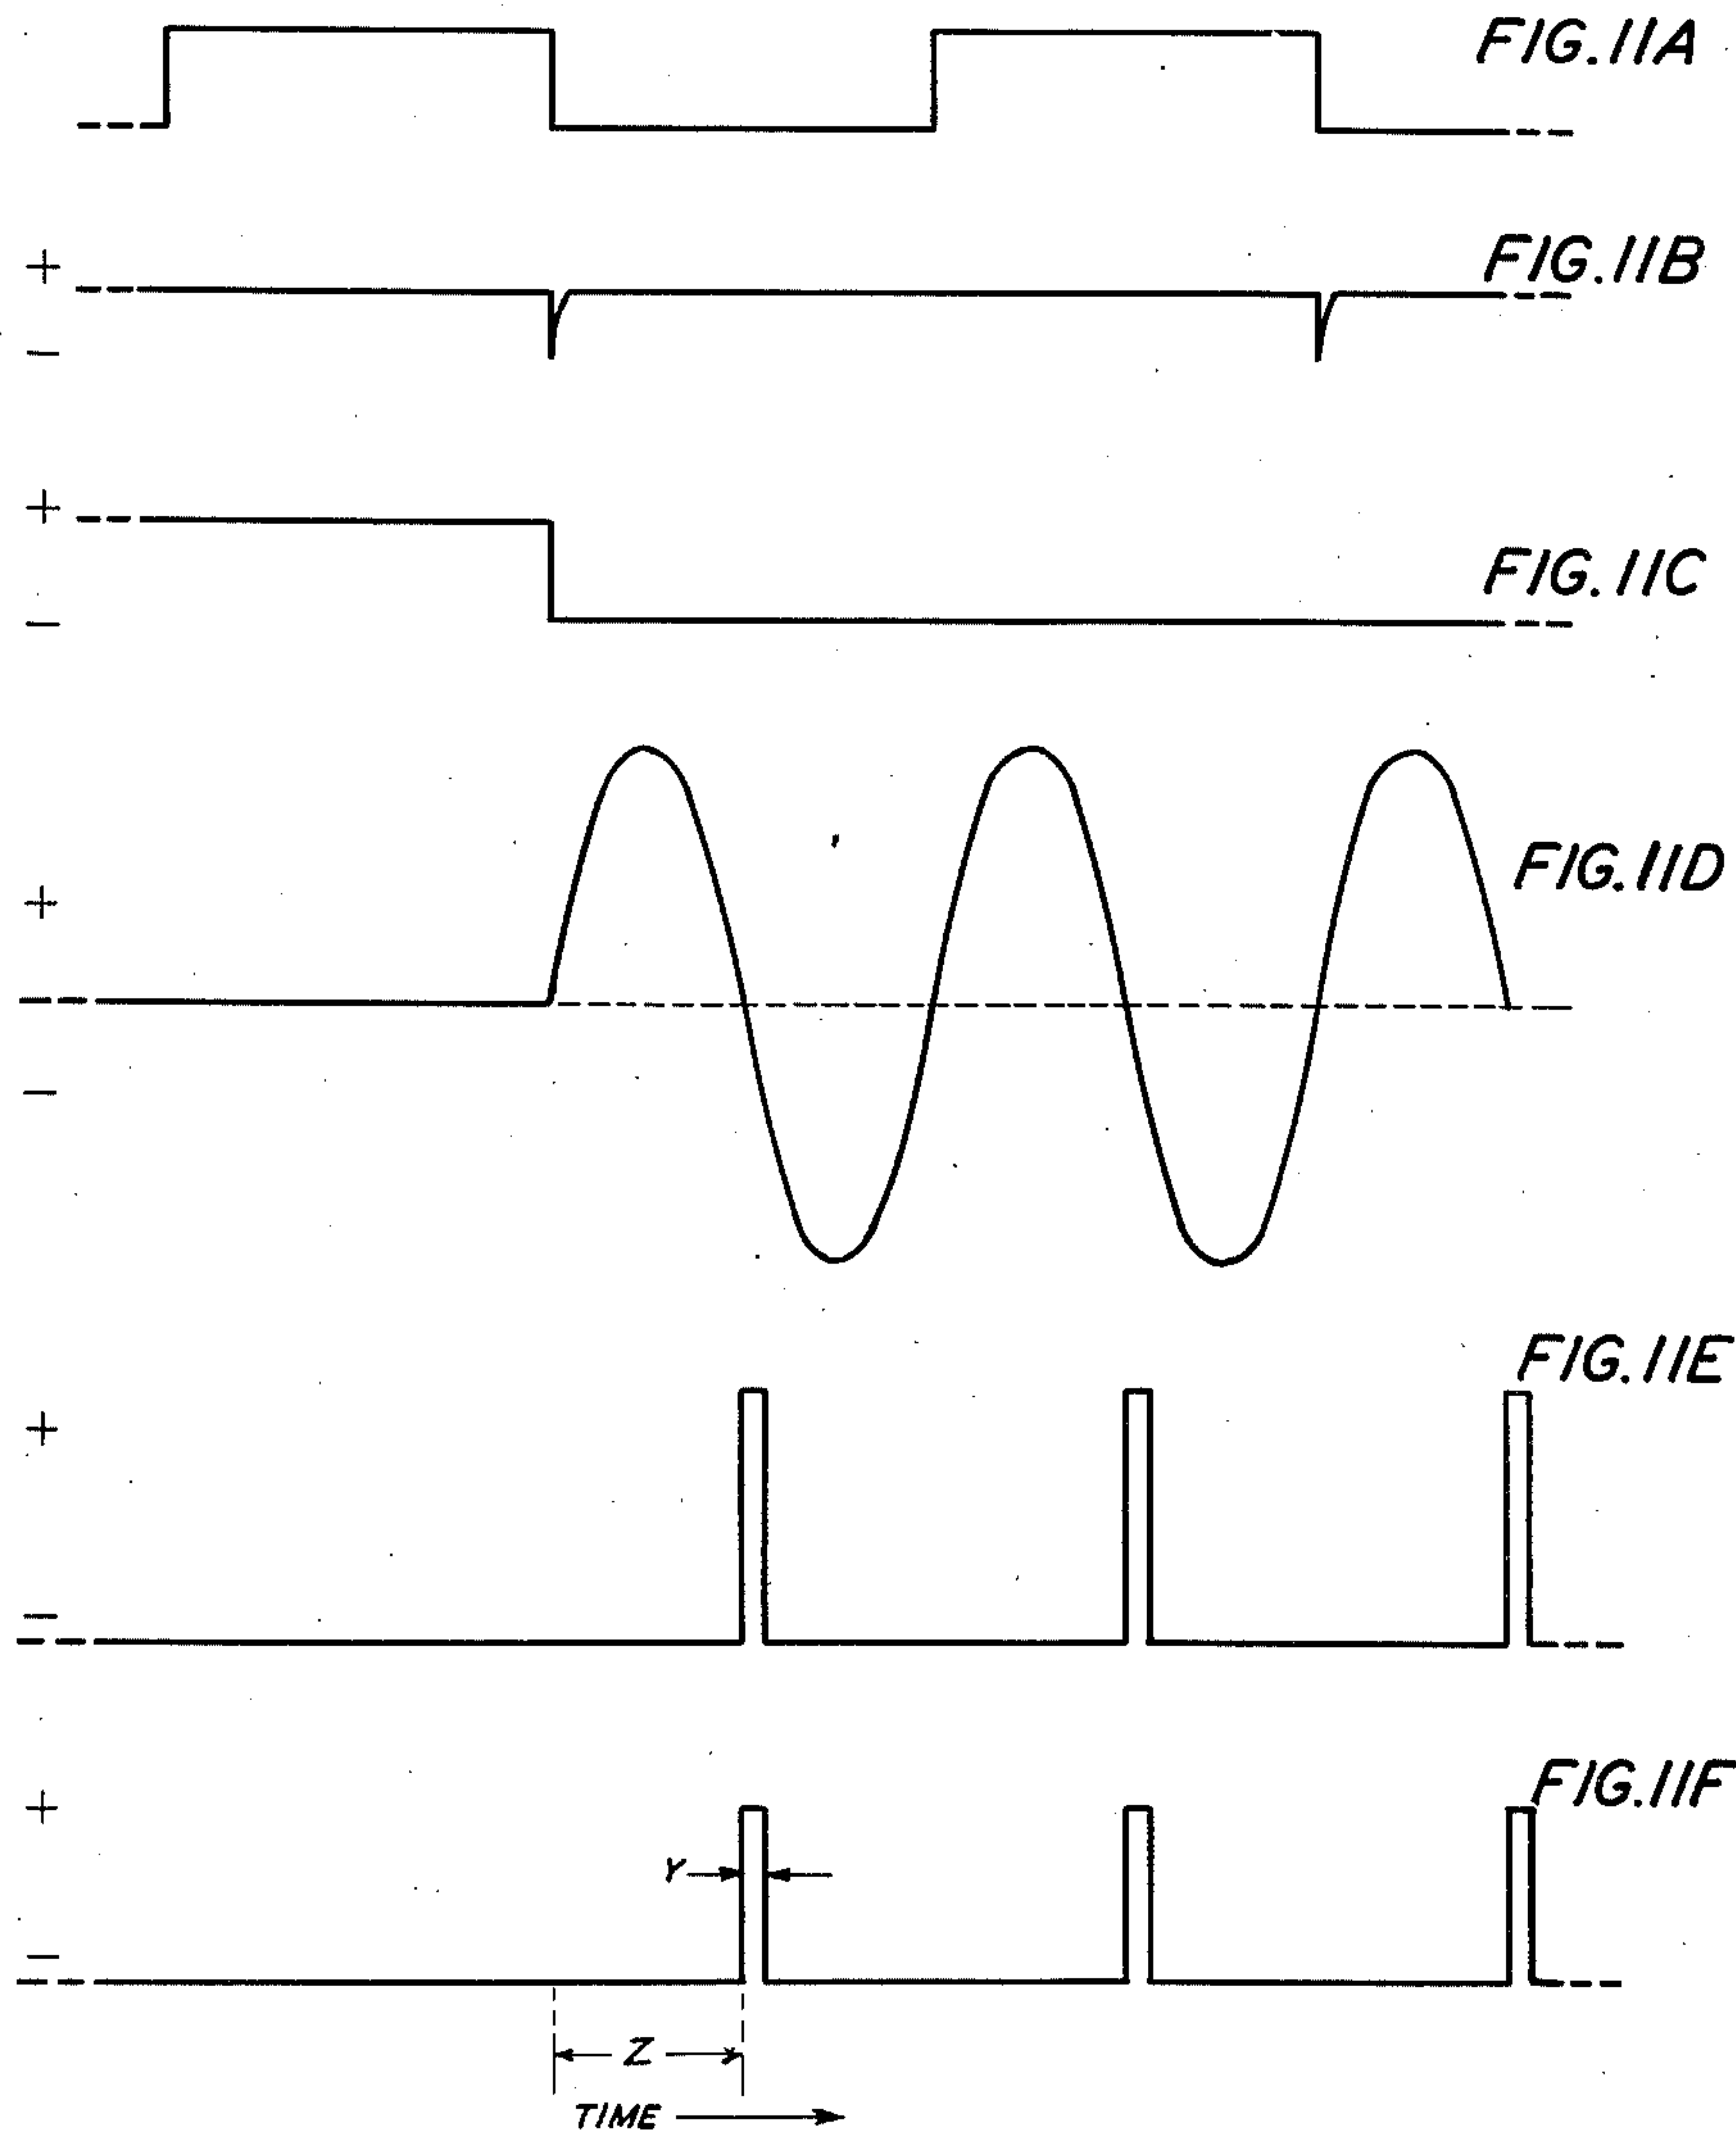 FIG. 11A
+
FIG. 11B
−
+
FIG. 11C
−
FIG. 11D
+
−
FIG. 11E
+
−
FIG. 11F
+
Y
−
Z
TIME